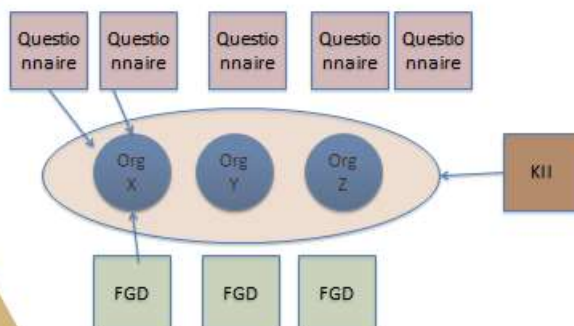 Questio
nnaire
Questio
nnaire
Questio
nnaire
Questio
nnaire
Questio
nnaire
Org
X
Org
Y
Org
Z
KII
FGD
FGD
FGD